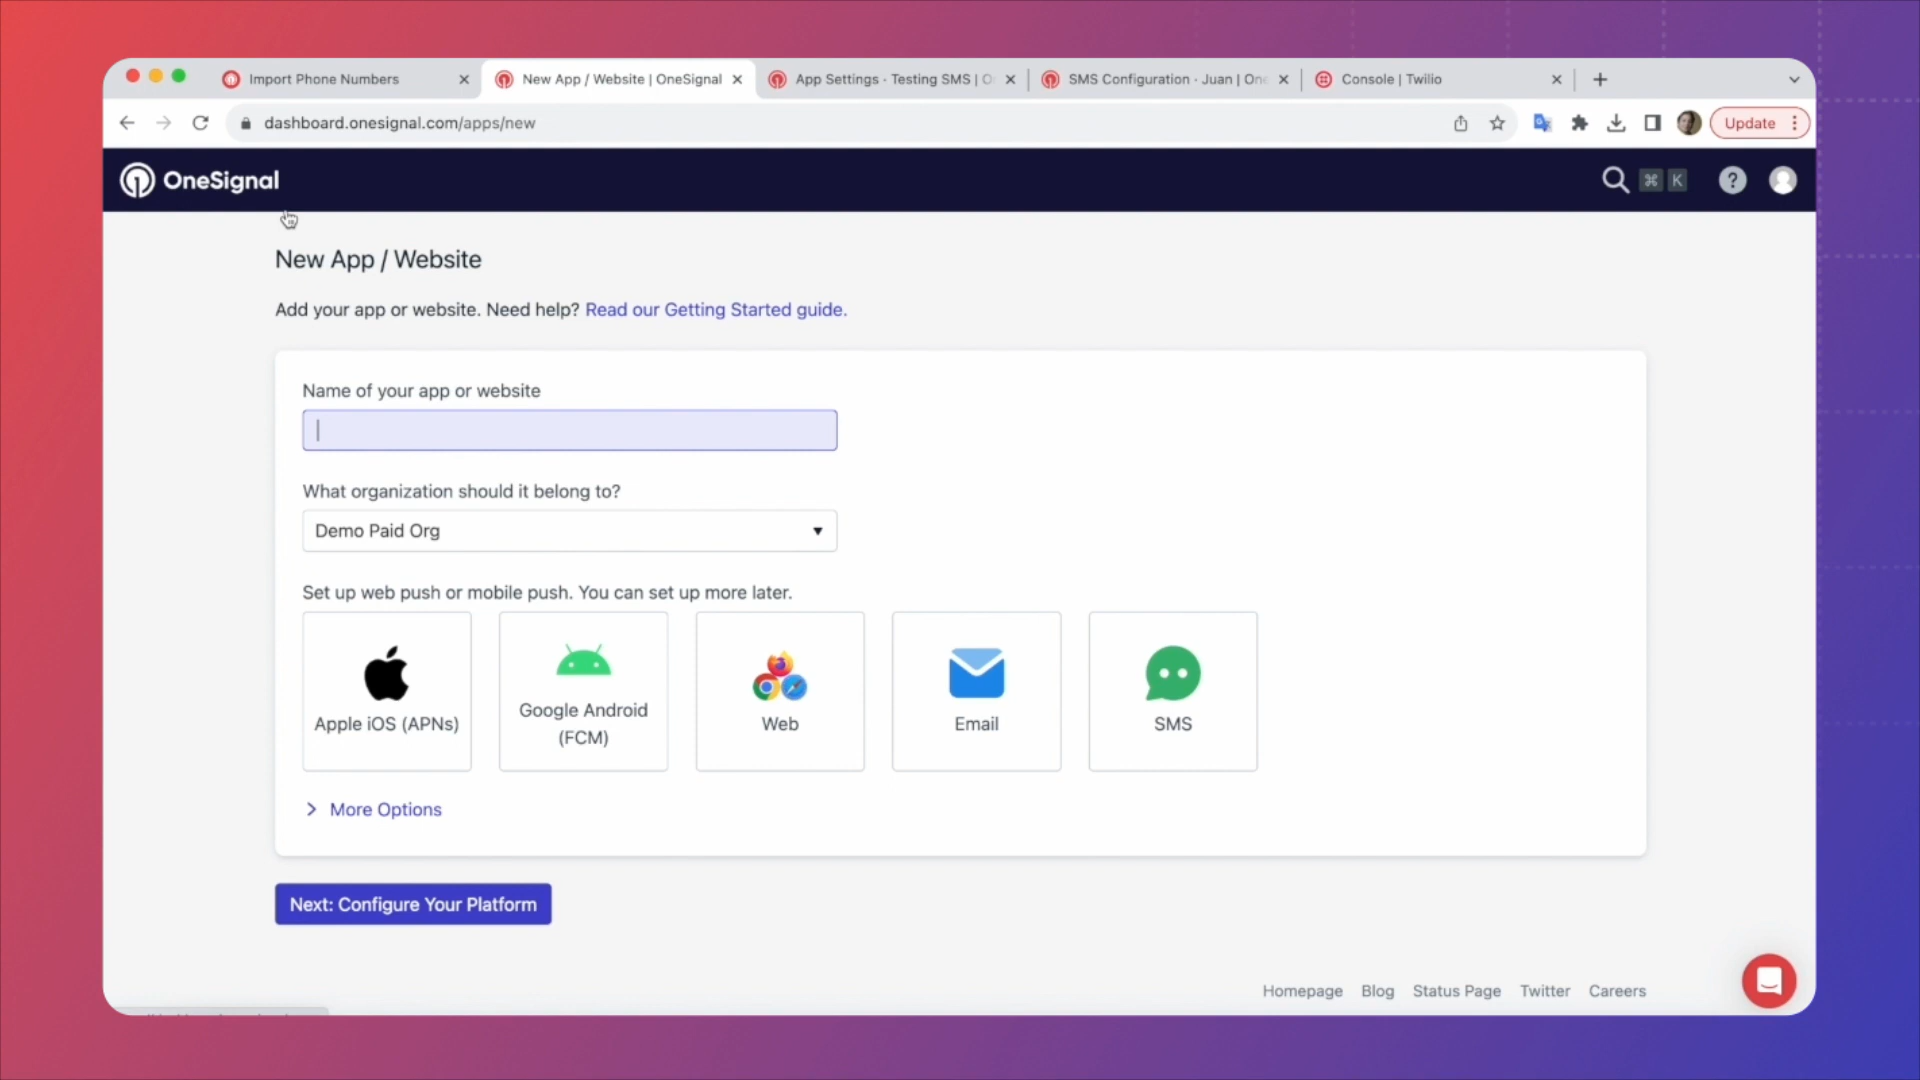 Import Phone Numbers
New App / Website | OneSignal
App Settings · Testing SMS | O
SMS Configuration · Juan | One
Console | Twilio
dashboard.onesignal.com/apps/new
Update
OneSignal
⌘ K
?
New App / Website
Add your app or website. Need help? Read our Getting Started guide.
Name of your app or website
What organization should it belong to?
Demo Paid Org
Set up web push or mobile push. You can set up more later.
Apple iOS (APNs)
Google Android
(FCM)
Web
Email
SMS
More Options
Next: Configure Your Platform
Homepage Blog Status Page Twitter Careers